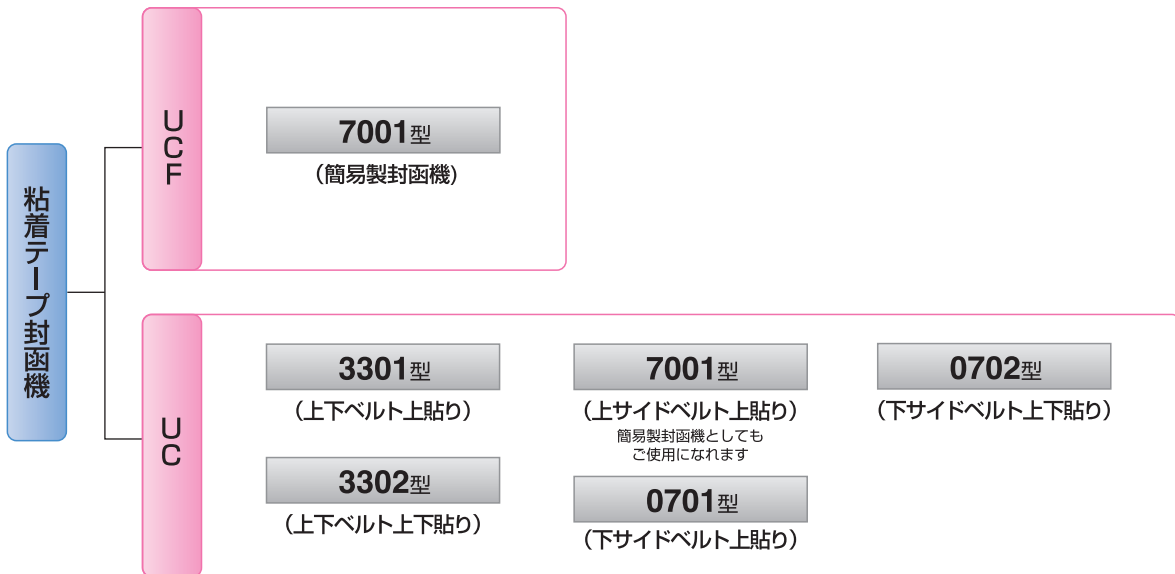 粘着テープ封函機
UCF
7001型
(簡易製封函機)
UC
3301型
(上下ベルト上貼り)
3302型
(上下ベルト上下貼り)
7001型
(上サイドベルト上貼り)
簡易製封函機としても
ご使用になれます
0701型
(下サイドベルト上貼り)
0702型
(下サイドベルト上下貼り)